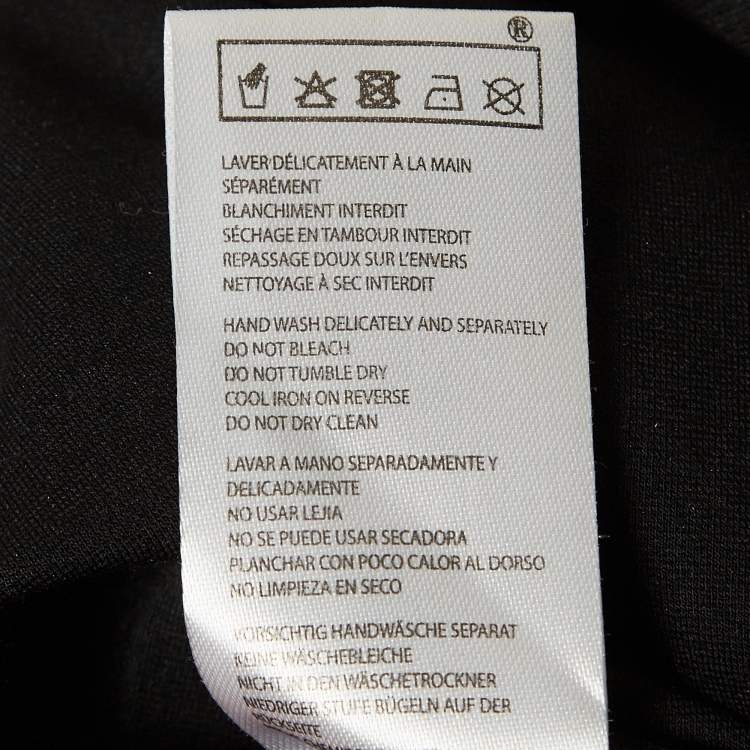 ®
LAVER DÉLICATEMENT À LA MAIN
SÉPARÉMENT
BLANCHIMENT INTERDIT
SÉCHAGE EN TAMBOUR INTERDIT
REPASSAGE DOUX SUR L'ENVERS
NETTOYAGE À SEC INTERDIT
HAND WASH DELICATELY AND SEPARATELY
DO NOT BLEACH
DO NOT TUMBLE DRY
COOL IRON ON REVERSE
DO NOT DRY CLEAN
LAVAR A MANO SEPARADAMENTE Y
DELICADAMENTE
NO USAR LEJIA
NO SE PUEDE USAR SECADORA
PLANCHAR CON POCO CALOR AL DORSO
NO LIMPIEZA EN SECO
VORSICHTIG HANDWÄSCHE SEPARAT
KEINE WÄSCHEBLEICHE
NICHT IN DEN WÄSCHETROCKNER
NIEDRIGER STUFE BÜGELN AUF DER
RÜCKSEITE